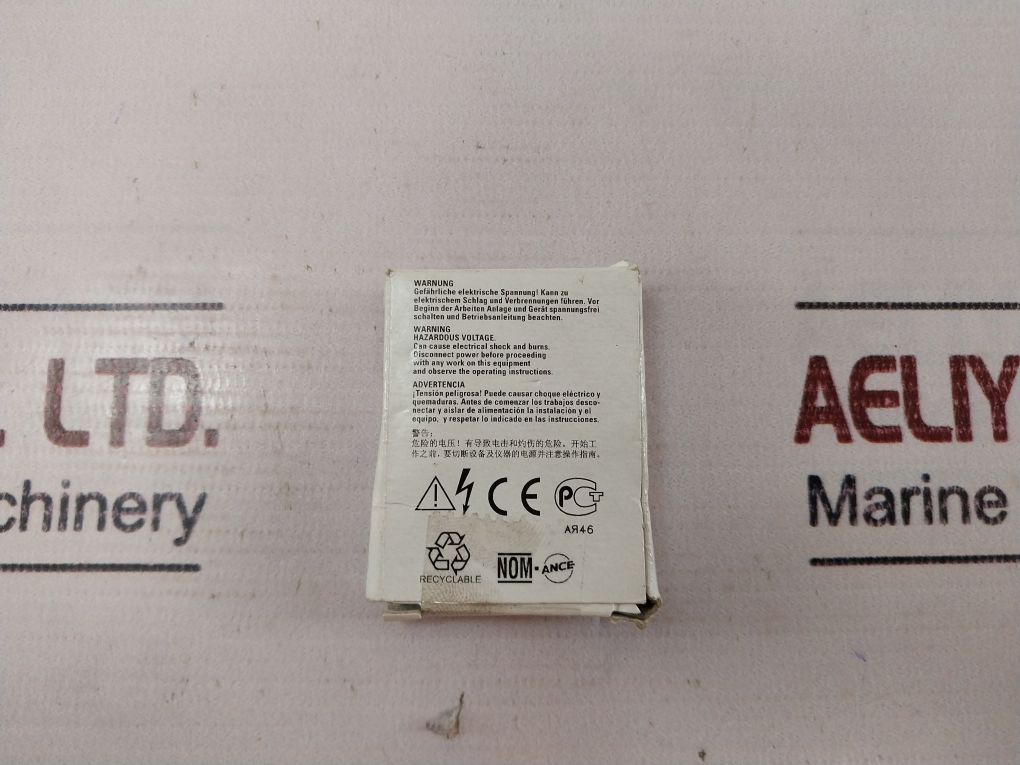 WARNUNG
Gefährliche elektrische Spannung! Kann zu
elektrischem Schlag und Verbrennungen führen. Vor
Beginn der Arbeiten Anlage und Gerät spannungsfrei
schalten und Betriebsanleitung beachten.
WARNING
HAZARDOUS VOLTAGE.
Can cause electrical shock and burns.
Disconnect power before proceeding
with any work on this equipment
and observe the operating instructions.
ADVERTENCIA
¡Tensión peligrosa! Puede causar choque eléctrico y
quemaduras. Antes de comenzar los trabajos desco-
nectar y aislar de alimentación la instalación y el
equipo, y respetar lo indicado en las instrucciones.
警告:
危险的电压! 有导致电击和灼伤的危险。开始工
作之前, 要切断设备及仪器的电源并注意操作指南。
CE PCT
АЯ46
RECYCLABLE
NOM-ANCE
. LTD.
chinery
AELIY
Marine